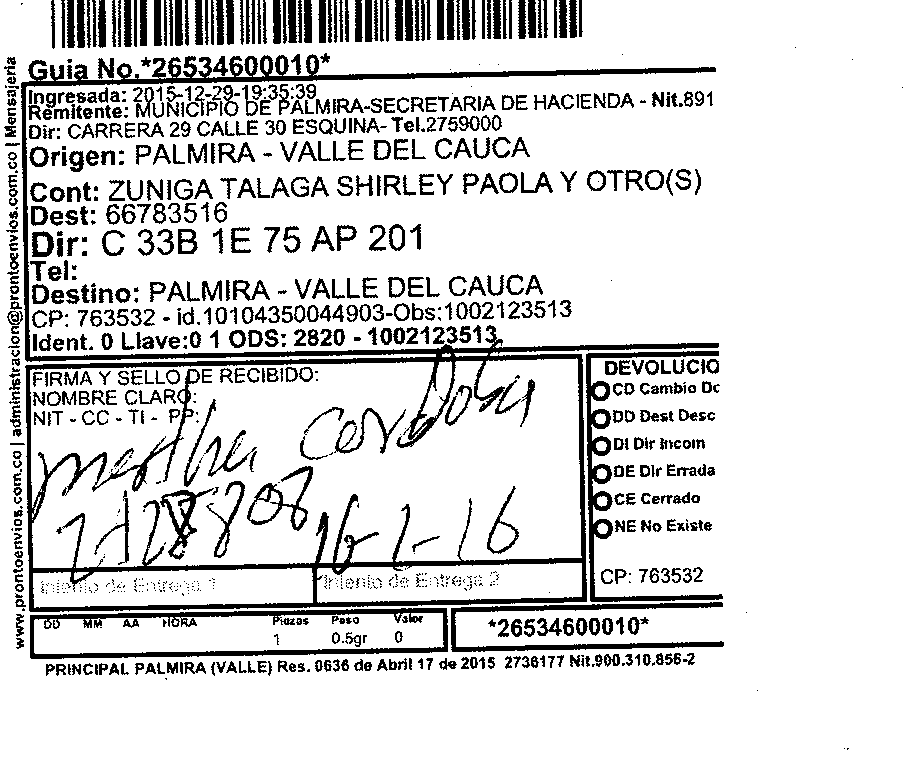 Guia No.*26534600010*
Ingresada: 2015-12-29-19:35:39
Remitente: MUNICIPIO DE PALMIRA-SECRETARIA DE HACIENDA - Nit.891
Dir: CARRERA 29 CALLE 30 ESQUINA- Tel.2759000
Origen: PALMIRA - VALLE DEL CAUCA
Cont: ZUNIGA TALAGA SHIRLEY PAOLA Y OTRO(S)
Dest: 66783516
Dir: C 33B 1E 75 AP 201
Tel:
Destino: PALMIRA - VALLE DEL CAUCA
CP: 763532 - id.10104350044903-Obs:1002123513
Ident. 0 Llave:0 1 ODS: 2820 - 1002123513
www.prontoenvios.com.co | administracion@prontoenvios.com.co | Mensajeria
FIRMA Y SELLO DE RECIBIDO:
NOMBRE CLARO:
NIT - CC - TI - PP:
martha Cordoba
16-1-16
Intento de Entrega 1
Intento de Entrega 2
DEVOLUCIO
CD Cambio Dc
DD Dest Desc
DI Dir Incom
DE Dir Errada
CE Cerrado
NE No Existe
CP: 763532
DD MM AA HORA Piezas Peso Valor
1 0.5gr 0
*26534600010*
PRINCIPAL PALMIRA (VALLE) Res. 0636 de Abril 17 de 2015 2736177 Nit.900.310.856-2